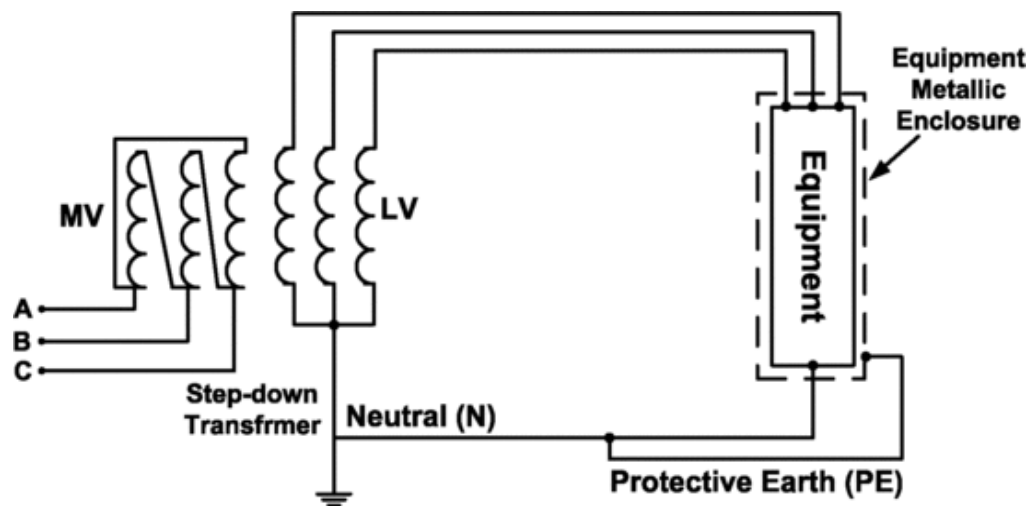 Equipment
Metallic
Enclosure
MV
LV
Equipment
A
B
C
Step-down
Transfrmer
Neutral (N)
Protective Earth (PE)